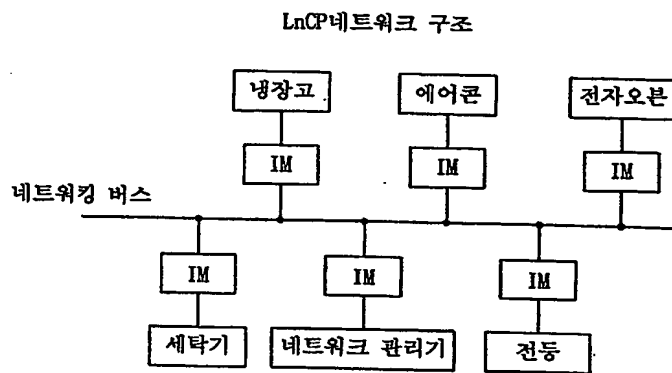 LnCP네트워크 구조
냉장고 에어콘 전자오븐
IM IM IM
네트워킹 버스
IM IM IM
세탁기 네트워크 관리기 전등